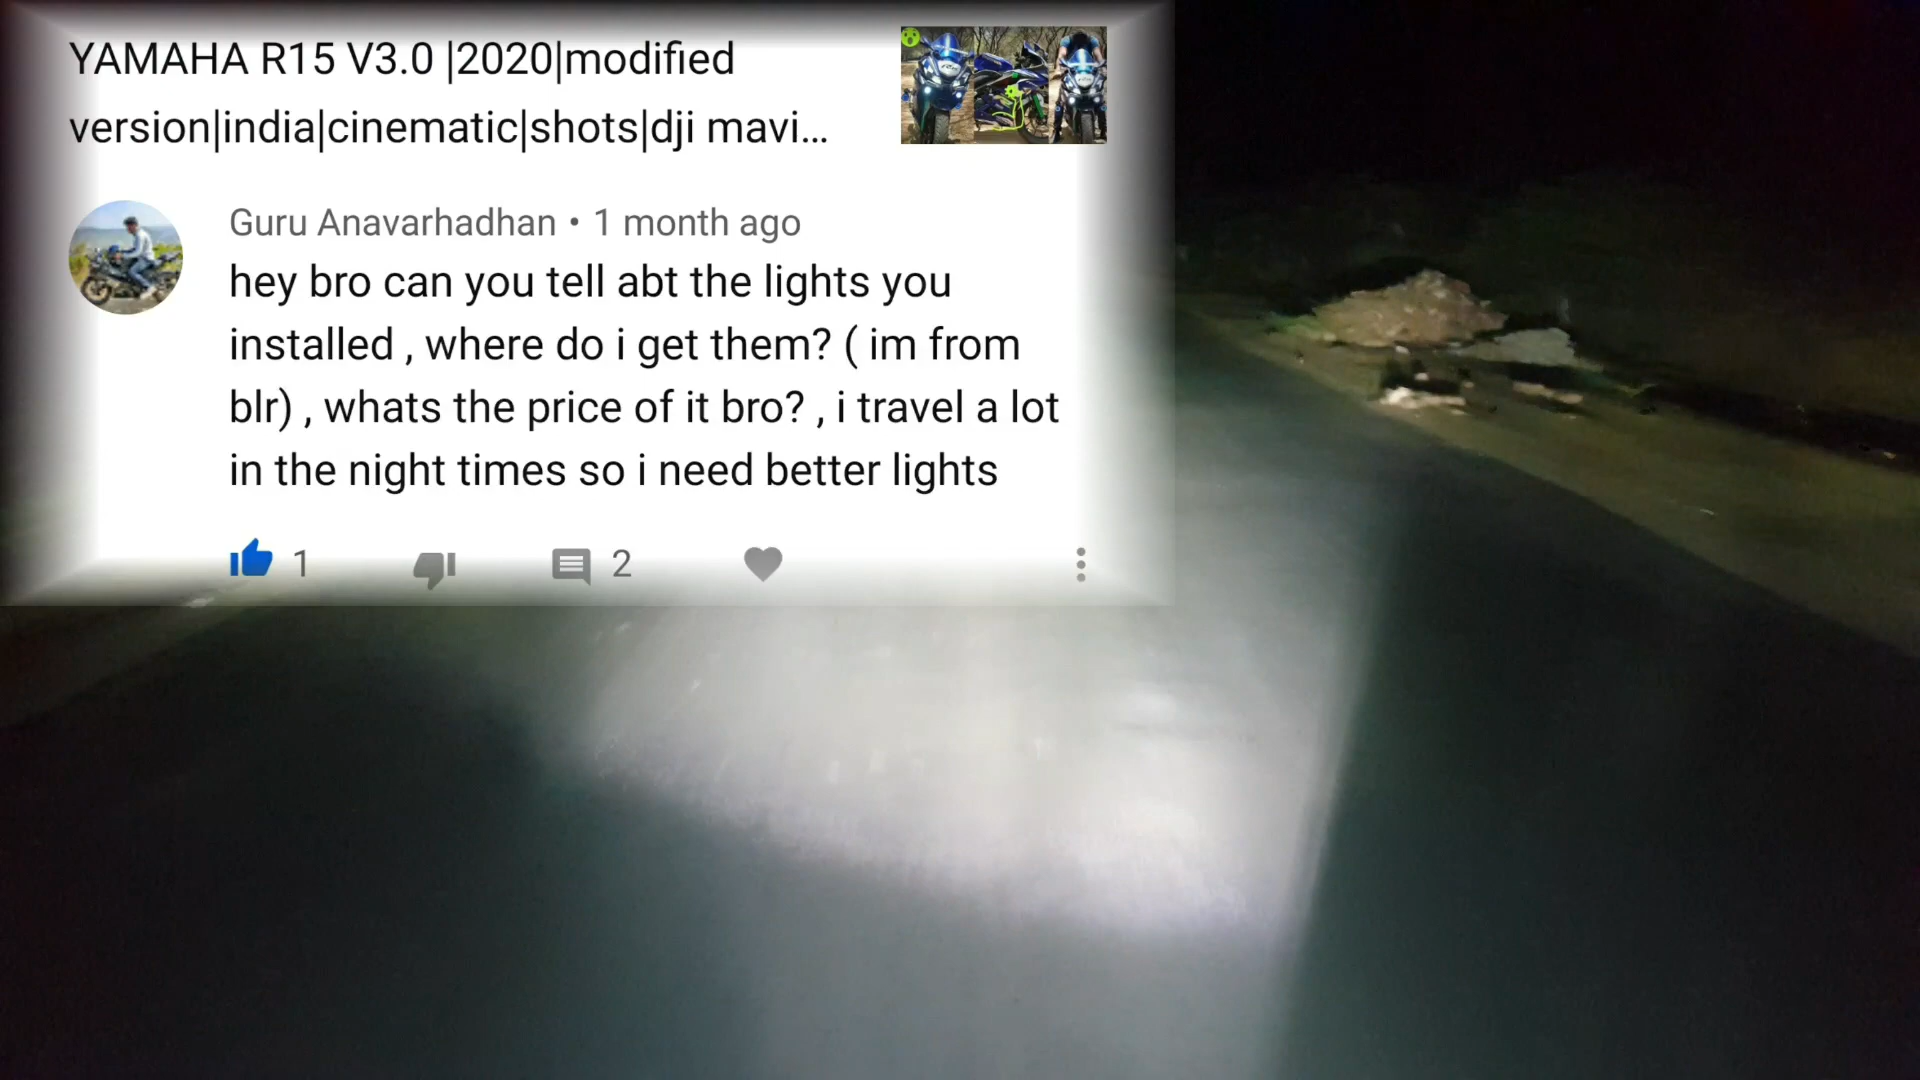 YAMAHA R15 V3.0 |2020|modified
version|india|cinematic|shots|dji mavi...
Guru Anavarhadhan • 1 month ago
hey bro can you tell abt the lights you
installed , where do i get them? ( im from
blr) , whats the price of it bro? , i travel a lot
in the night times so i need better lights
1
2